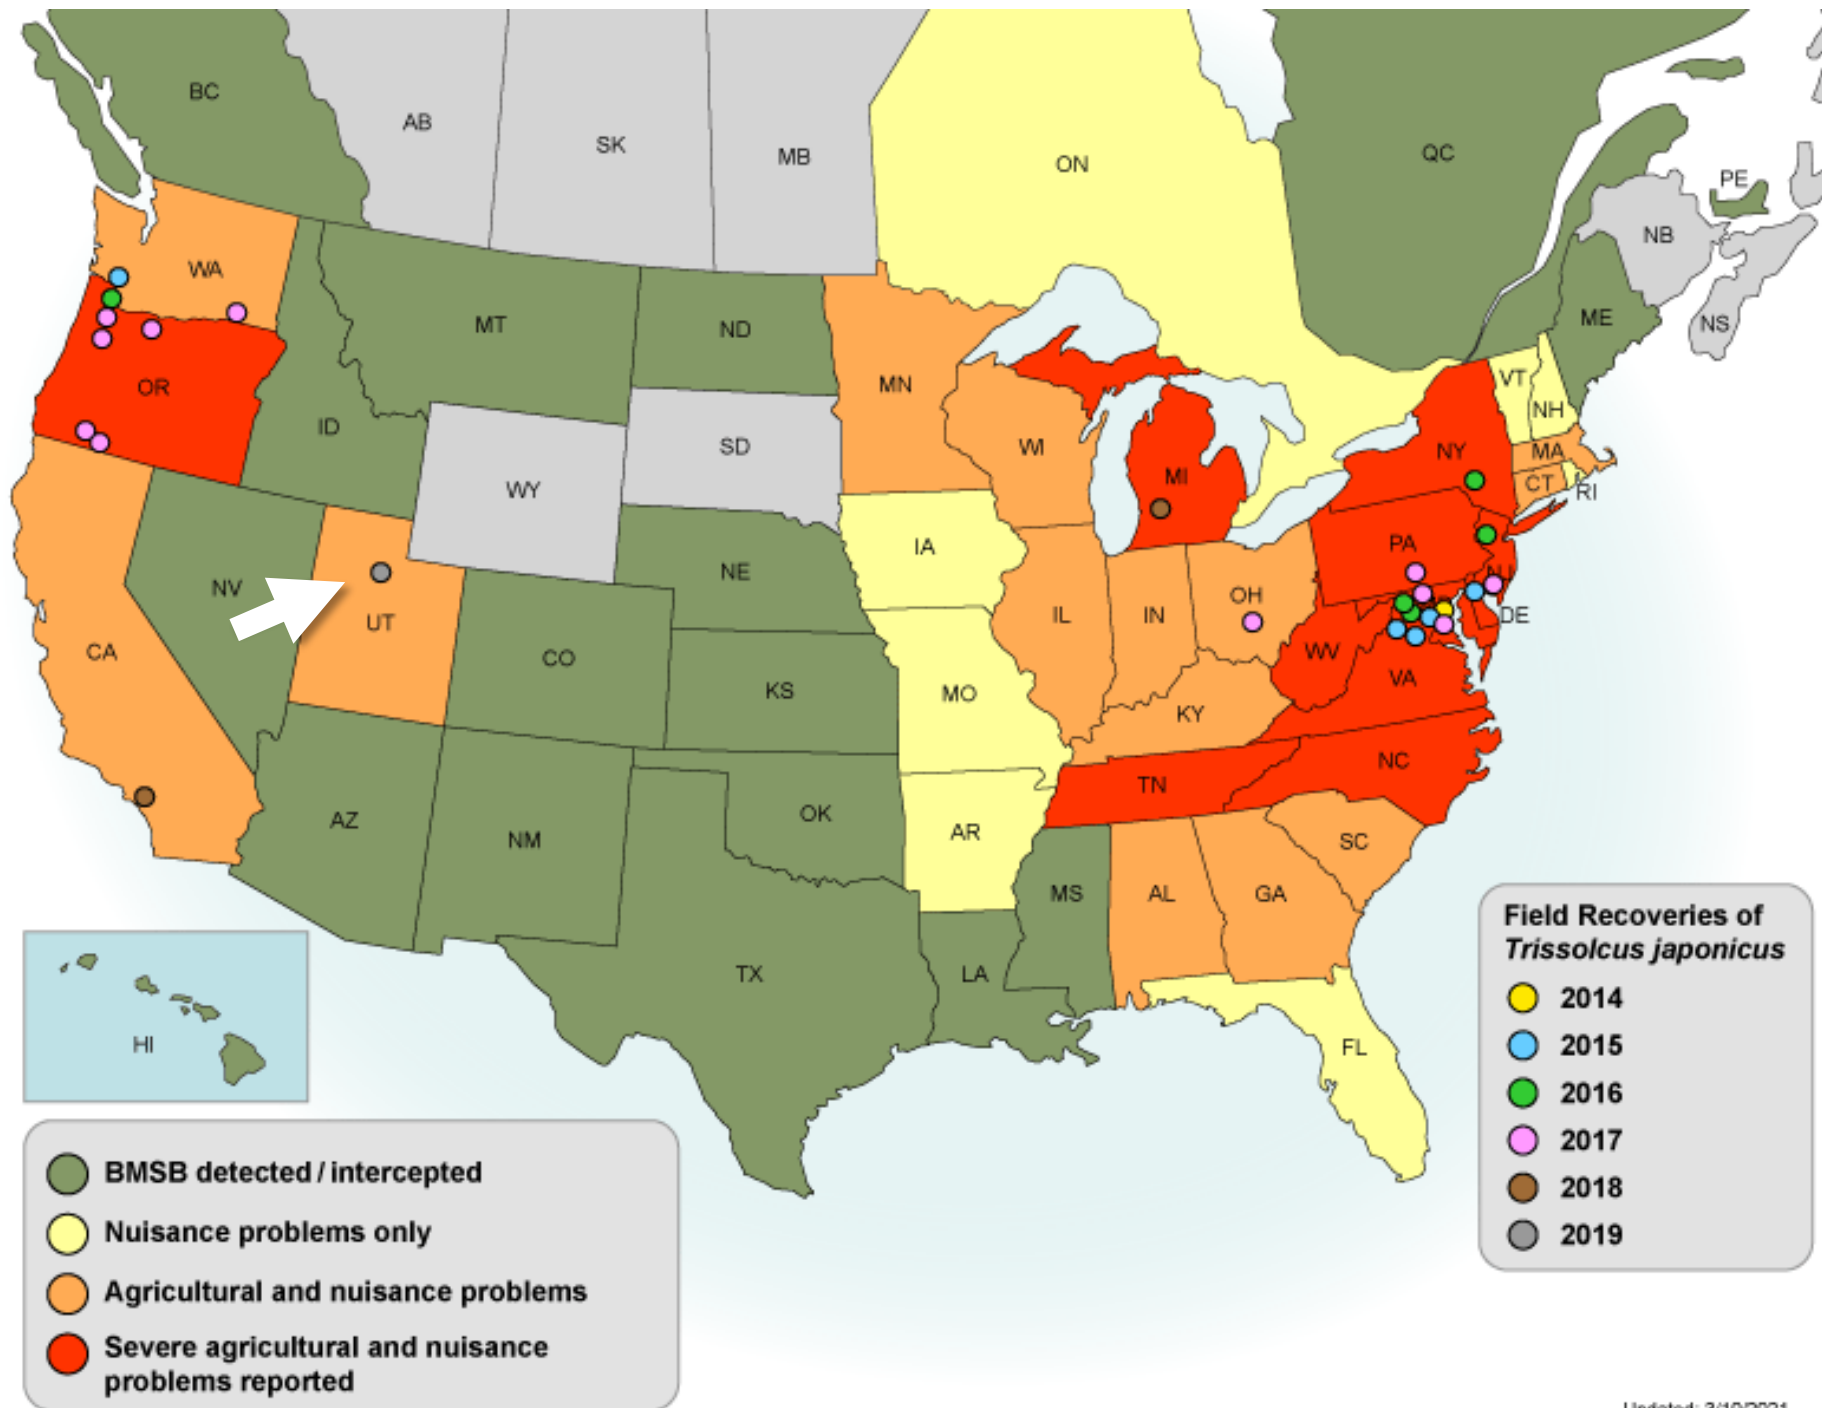 BC
AB
SK
MB
ON
QC
PE
NB
NS
ME
WA
MT
ND
MN
OR
ID
WY
SD
WI
MI
VT
NH
NY
MA
CT
RI
NV
UT
NE
IA
IL
IN
OH
PA
NJ
DE
CA
CO
KS
MO
KY
WV
VA
AZ
NM
OK
AR
TN
NC
SC
MS
AL
GA
TX
LA
FL
HI
Field Recoveries of
Trissolcus japonicus
2014
2015
2016
2017
2018
2019
BMSB detected / intercepted
Nuisance problems only
Agricultural and nuisance problems
Severe agricultural and nuisance
problems reported
Updated: 3/10/2021